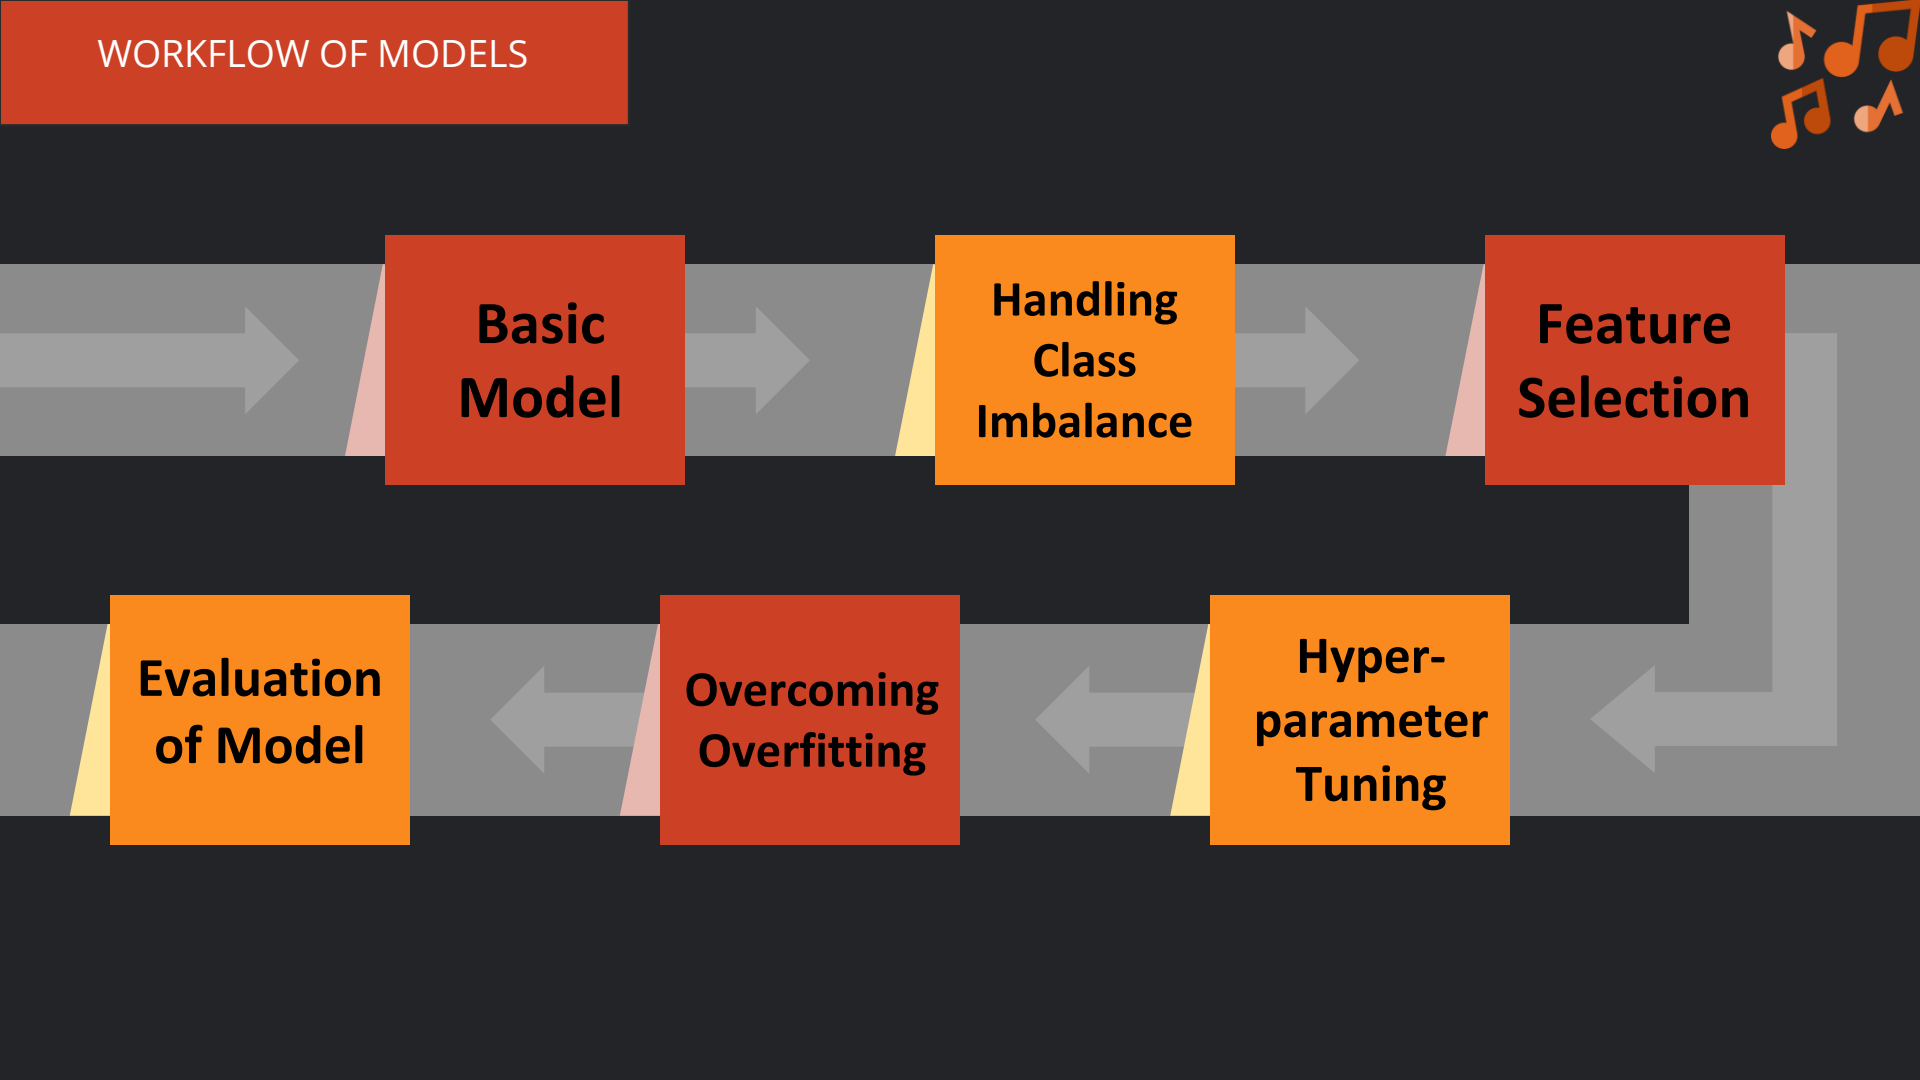 WORKFLOW OF MODELS
Basic
Model
Handling
Class
Imbalance
Feature
Selection
Hyper-
parameter
Tuning
Overcoming
Overfitting
Evaluation
of Model